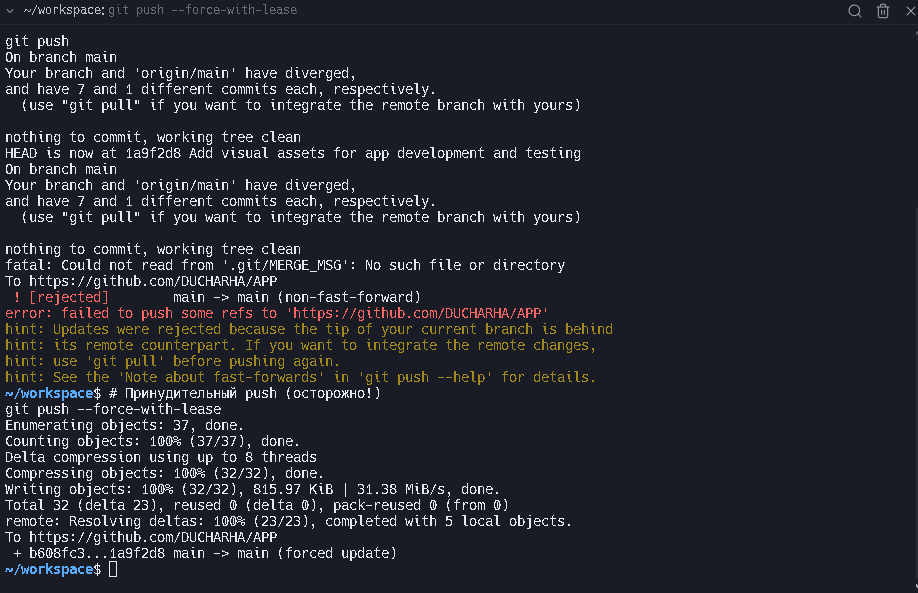 ~/workspace: git push --force-with-lease
git push
On branch main
Your branch and 'origin/main' have diverged,
and have 7 and 1 different commits each, respectively.
  (use "git pull" if you want to integrate the remote branch with yours)

nothing to commit, working tree clean
HEAD is now at 1a9f2d8 Add visual assets for app development and testing
On branch main
Your branch and 'origin/main' have diverged,
and have 7 and 1 different commits each, respectively.
  (use "git pull" if you want to integrate the remote branch with yours)

nothing to commit, working tree clean
fatal: Could not read from '.git/MERGE_MSG': No such file or directory
To https://github.com/DUCHARHA/APP
 ! [rejected]        main -> main (non-fast-forward)
error: failed to push some refs to 'https://github.com/DUCHARHA/APP'
hint: Updates were rejected because the tip of your current branch is behind
hint: its remote counterpart. If you want to integrate the remote changes,
hint: use 'git pull' before pushing again.
hint: See the 'Note about fast-forwards' in 'git push --help' for details.
~/workspace$ # Принудительный push (осторожно!)
git push --force-with-lease
Enumerating objects: 37, done.
Counting objects: 100% (37/37), done.
Delta compression using up to 8 threads
Compressing objects: 100% (32/32), done.
Writing objects: 100% (32/32), 815.97 KiB | 31.38 MiB/s, done.
Total 32 (delta 23), reused 0 (delta 0), pack-reused 0 (from 0)
remote: Resolving deltas: 100% (23/23), completed with 5 local objects.
To https://github.com/DUCHARHA/APP
 + b608fc3...1a9f2d8 main -> main (forced update)
~/workspace$